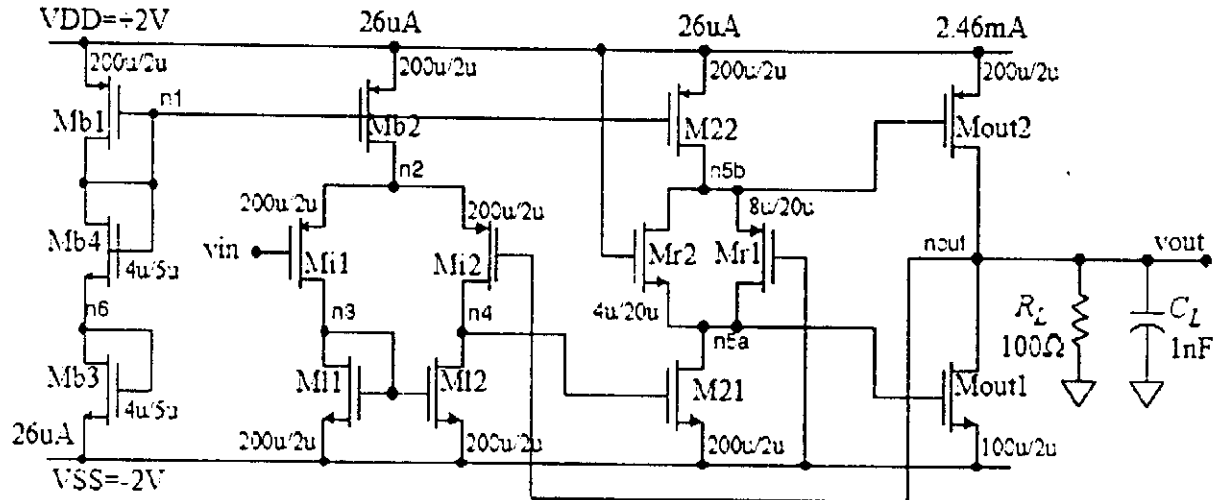 VDD=+2V
26uA
26uA
2.46mA
200u/2u
200u/2u
200u/2u
200u/2u
n1
Mb1
Mb2
M22
Mout2
n2
n5b
200u/2u
200u/2u
8u/20u
Mb4
vin
Mi1
Mi2
Mr2
Mr1
nout
vout
4u/5u
n6
n3
n4
4u/20u
n5a
R_L
100Ω
C_L
1nF
Mb3
Ml1
Ml2
M21
Mout1
4u/5u
26uA
200u/2u
200u/2u
200u/2u
100u/2u
VSS=-2V